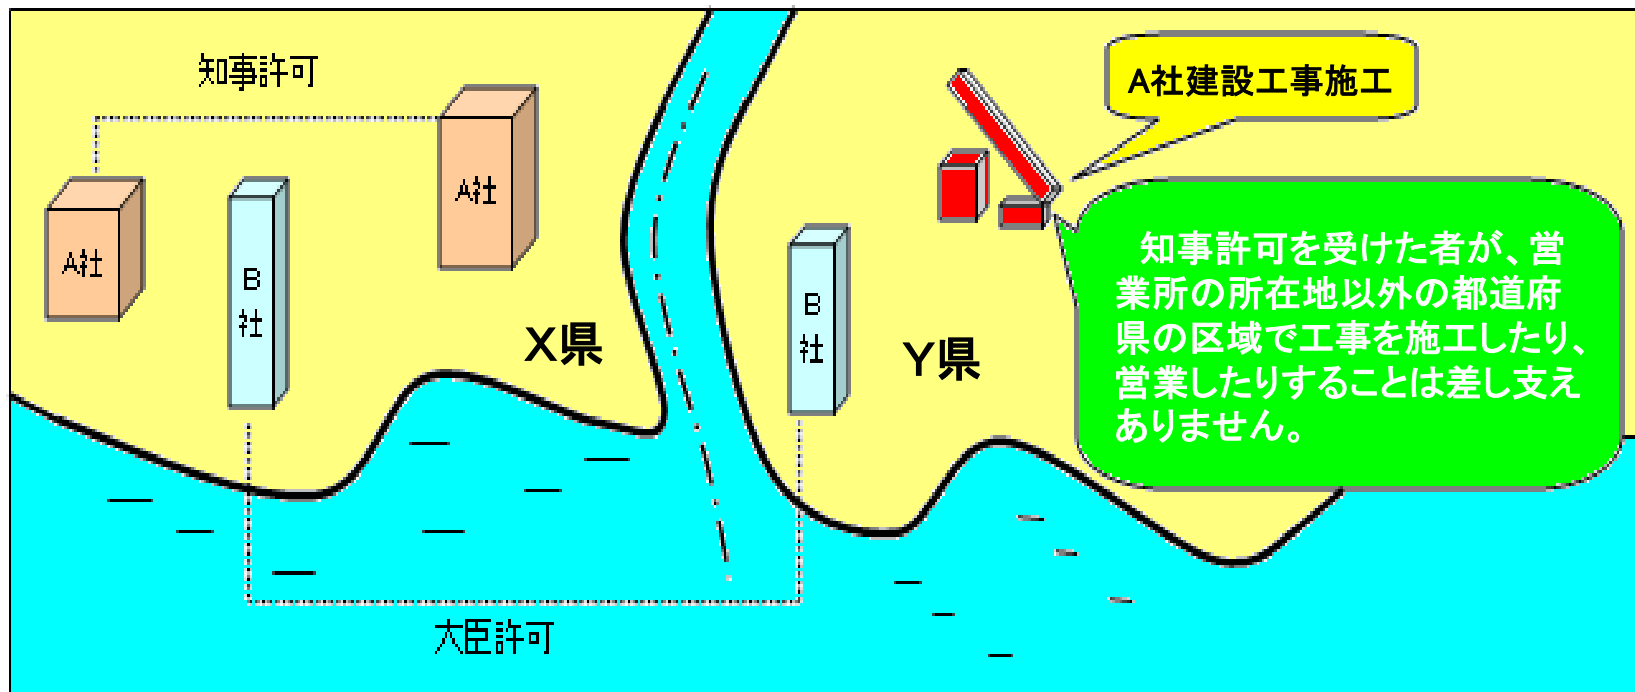 知事許可
A社建設工事施工
A社
A社
B
社
知事許可を受けた者が、営
業所の所在地以外の都道府
県の区域で工事を施工したり、
営業したりすることは差し支え
ありません。
B
社
X県
Y県
大臣許可